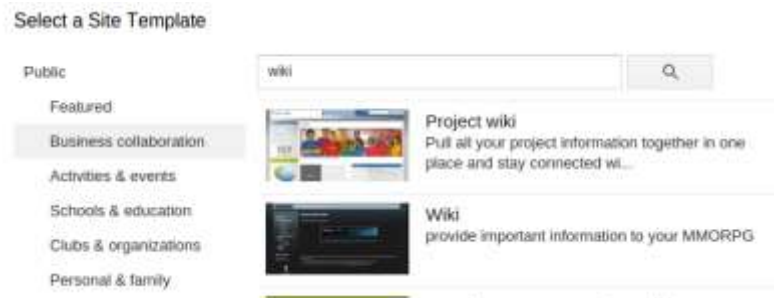 Select a Site Template
Public
Featured
Business collaboration
Activities & events
Schools & education
Clubs & organizations
Personal & family
wiki
Project wiki
Pull all your project information together in one
place and stay connected wi...
Wiki
provide important information to your MMORPG